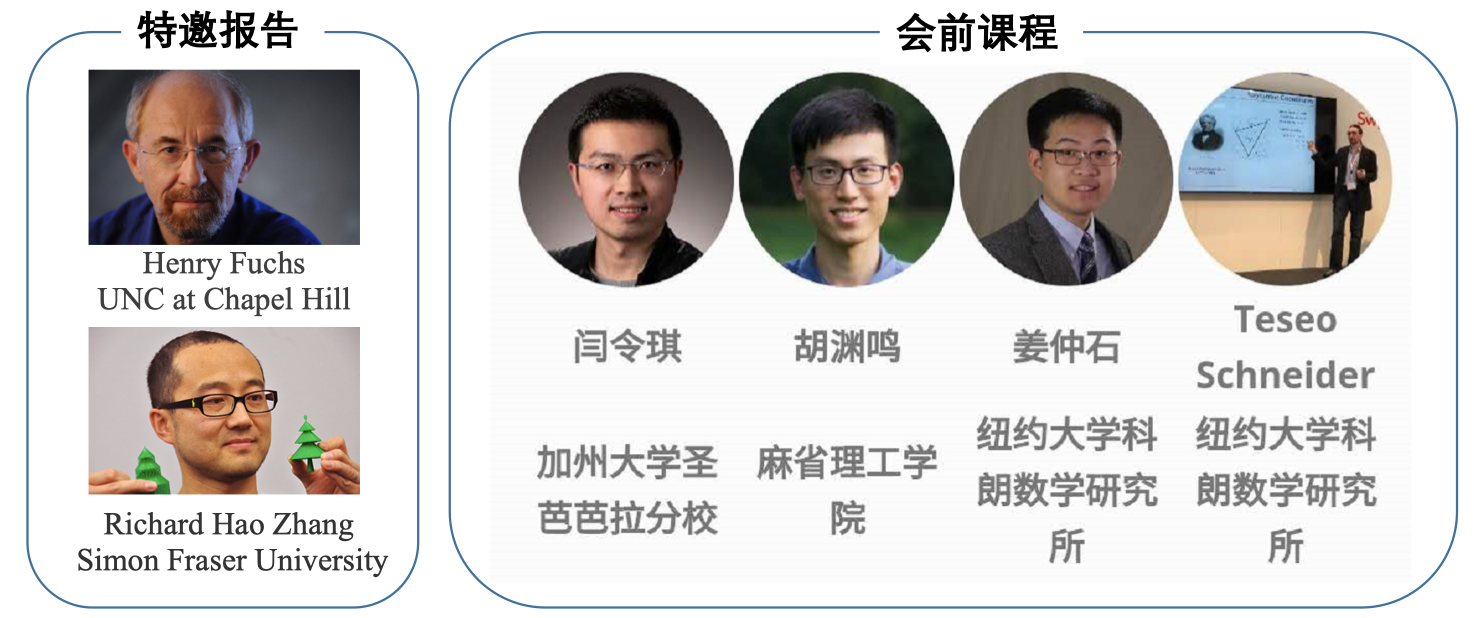 特邀报告
Henry Fuchs
UNC at Chapel Hill
Richard Hao Zhang
Simon Fraser University
会前课程
闫令琪
加州大学圣
芭芭拉分校
胡渊鸣
麻省理工学
院
姜仲石
纽约大学科
朗数学研究
所
Teseo
Schneider
纽约大学科
朗数学研究
所